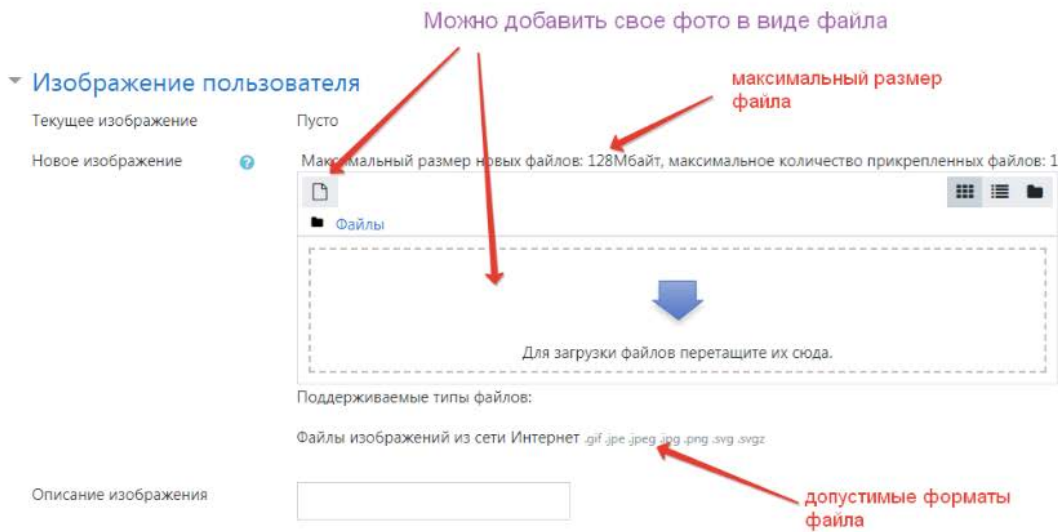 Можно добавить свое фото в виде файла
Изображение пользователя
максимальный размер
файла
Текущее изображение Пусто
Новое изображение ? Максимальный размер новых файлов: 128Мбайт, максимальное количество прикрепленных файлов: 1
Файлы
Для загрузки файлов перетащите их сюда.
Поддерживаемые типы файлов:
Файлы изображений из сети Интернет .gif .jpe .jpeg .jpg .png .svg .svgz
Описание изображения
допустимые форматы
файла